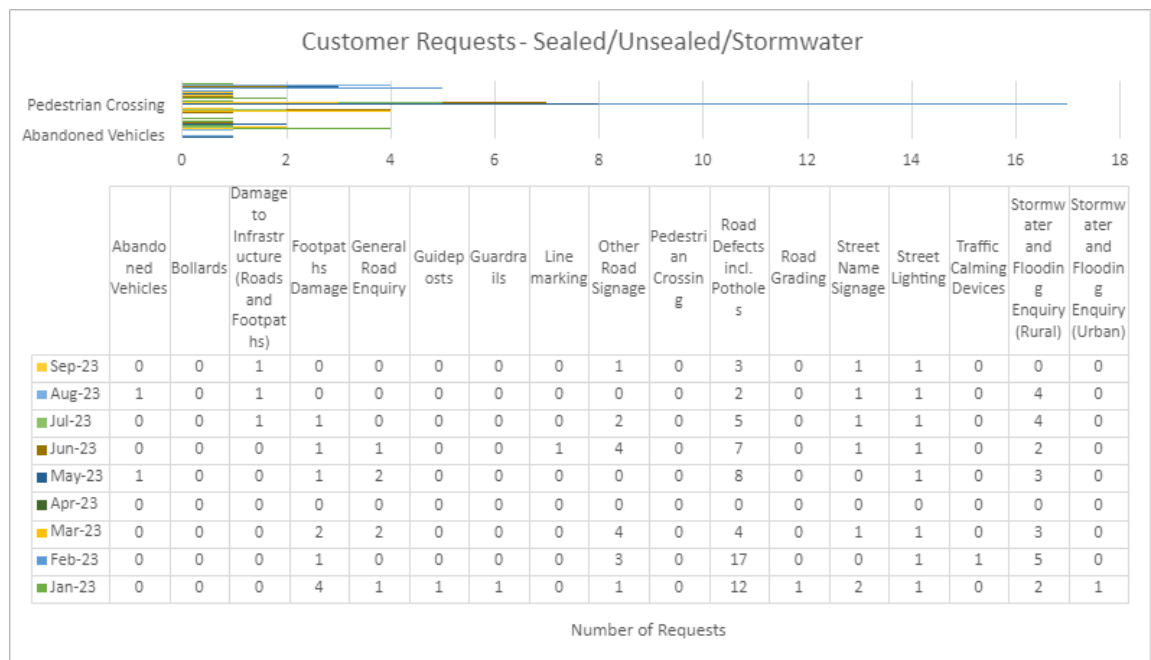 Customer Requests - Sealed/Unsealed/Stormwater
Pedestrian Crossing
Abandoned Vehicles
0 2 4 6 8 10 12 14 16 18
Abando
ned
Vehicles
Bollards
Damage
to
Infrastr
ucture
(Roads
and
Footpat
hs)
Footpat
hs
Damage
General
Road
Enquiry
Guidep
osts
Guardra
ils
Line
marking
Other
Road
Signage
Pedestri
an
Crossin
g
Road
Defects
incl.
Pothole
s
Road
Grading
Street
Name
Signage
Street
Lighting
Traffic
Calming
Devices
Stormw
ater
and
Floodin
g
Enquiry
(Rural)
Stormw
ater
and
Floodin
g
Enquiry
(Urban)
Sep-23 0 0 1 0 0 0 0 0 1 0 3 0 1 1 0 0 0
Aug-23 1 0 1 0 0 0 0 0 0 0 2 0 1 1 0 4 0
Jul-23 0 0 1 1 0 0 0 0 2 0 5 0 1 1 0 4 0
Jun-23 0 0 0 1 1 0 0 1 4 0 7 0 1 1 0 2 0
May-23 1 0 0 1 2 0 0 0 0 0 8 0 0 1 0 3 0
Apr-23 0 0 0 0 0 0 0 0 0 0 0 0 0 0 0 0 0
Mar-23 0 0 0 2 2 0 0 0 4 0 4 0 1 1 0 3 0
Feb-23 0 0 0 1 0 0 0 0 3 0 17 0 0 1 1 5 0
Jan-23 0 0 0 4 1 1 1 0 1 0 12 1 2 1 0 2 1
Number of Requests